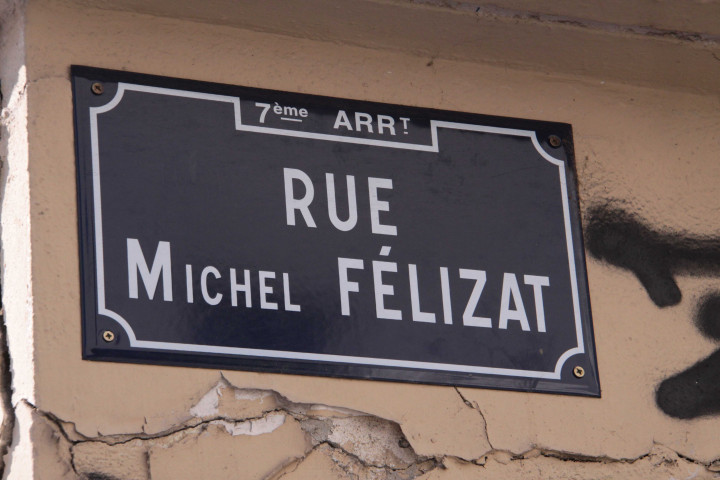 7ème ARRT
RUE
MICHEL FÉLIZAT